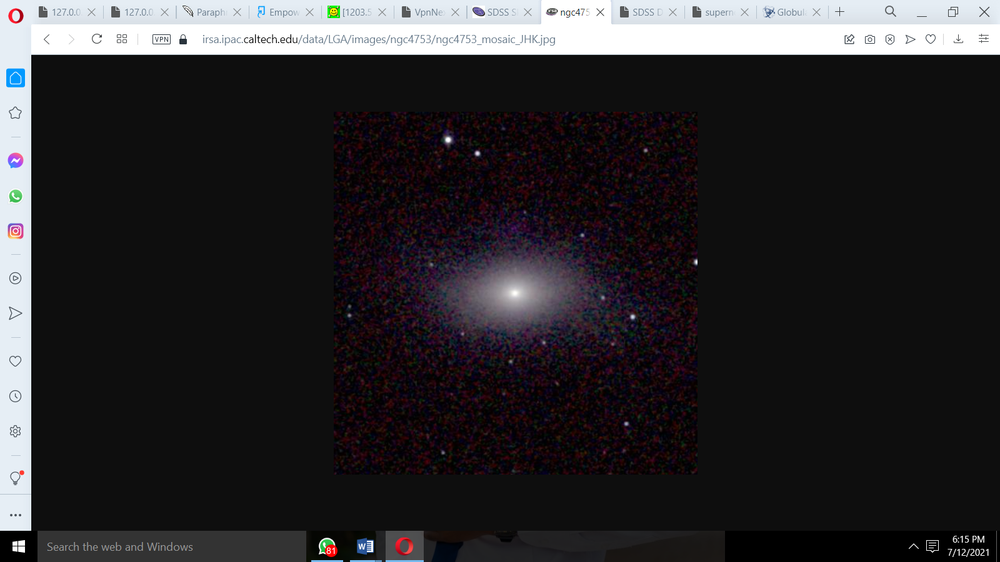 127.0.0
127.0.0
Paraph
Empow
[1203.5
VpnNe
SDSS S
ngc475
SDSS D
supern
Globul
VPN
irsa.ipac.caltech.edu/data/LGA/images/ngc4753/ngc4753_mosaic_JHK.jpg
Search the web and Windows
81
W
6:15 PM
7/12/2021